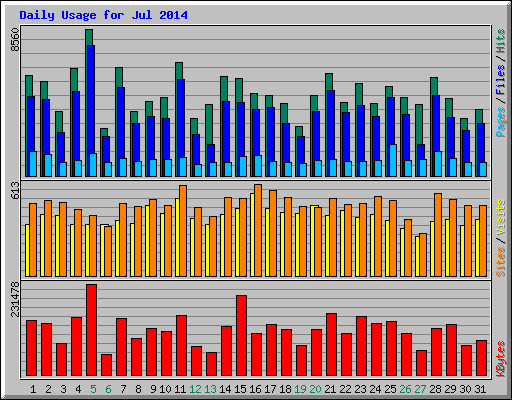 Daily Usage for Jul 2014
8560
613
231478
Pages / Files / Hits
Sites / Visits
KBytes
1 2 3 4 5 6 7 8 9 10 11 12 13 14 15 16 17 18 19 20 21 22 23 24 25 26 27 28 29 30 31